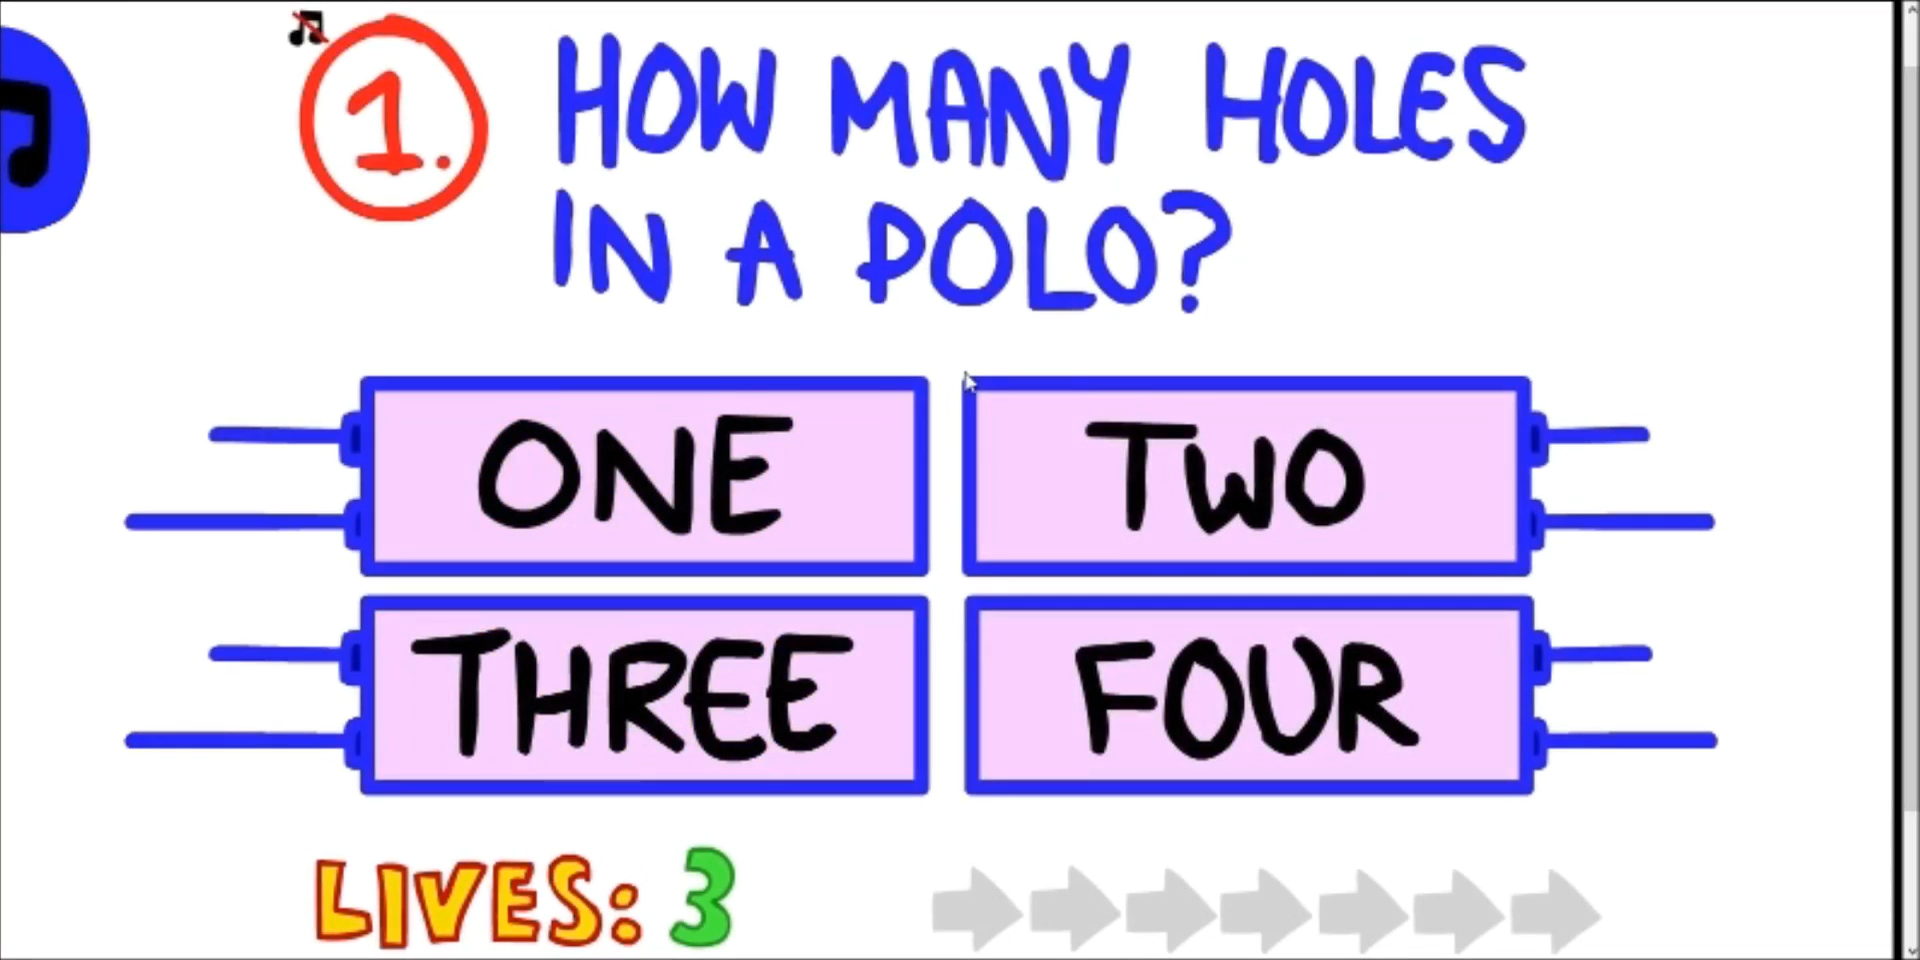 1. HOW MANY HOLES
IN A POLO?
ONE
TWO
THREE
FOUR
LIVES: 3